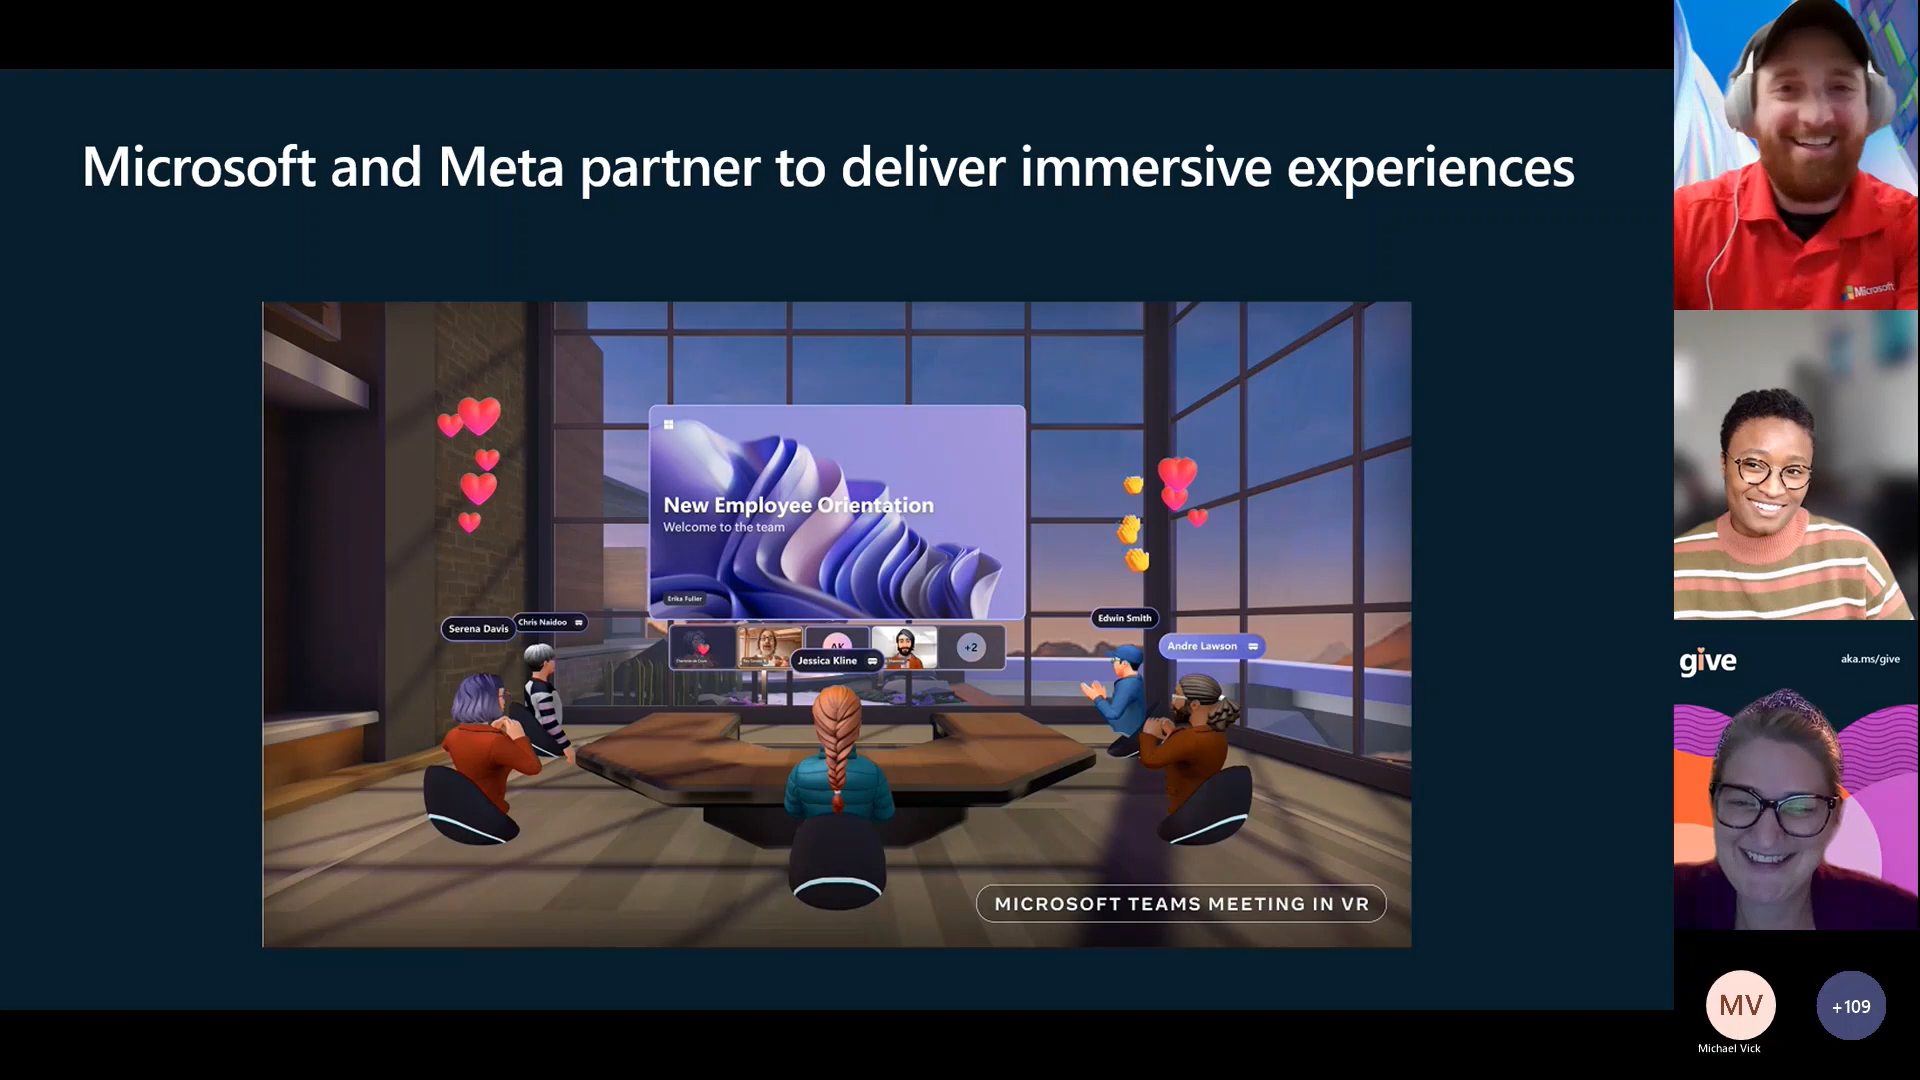 Microsoft and Meta partner to deliver immersive experiences
New Employee Orientation
Welcome to the team
Erika Fuller
Serena Davis
Chris Naidoo
AK
Jessica Kline
+2
Edwin Smith
Andre Lawson
MICROSOFT TEAMS MEETING IN VR
Microsoft
give
aka.ms/give
MV
Michael Vick
+109